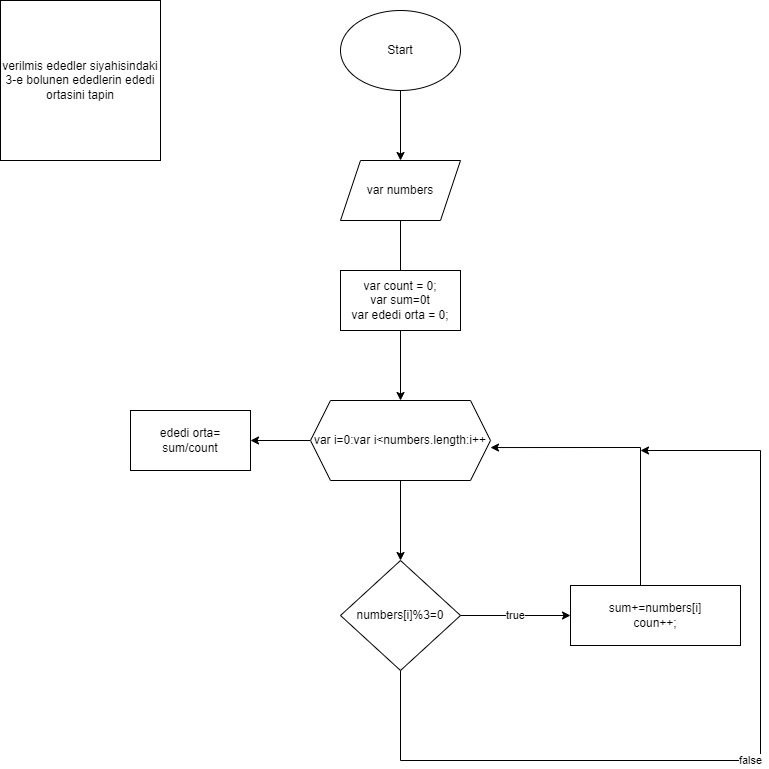 verilmis ededler siyahisindaki
3-e bolunen ededlerin ededi
ortasini tapin
Start
var numbers
var count = 0;
var sum=0t
var ededi orta = 0;
var i=0:var i<numbers.length:i++
ededi orta=
sum/count
numbers[i]%3=0
true
sum+=numbers[i]
coun++;
false